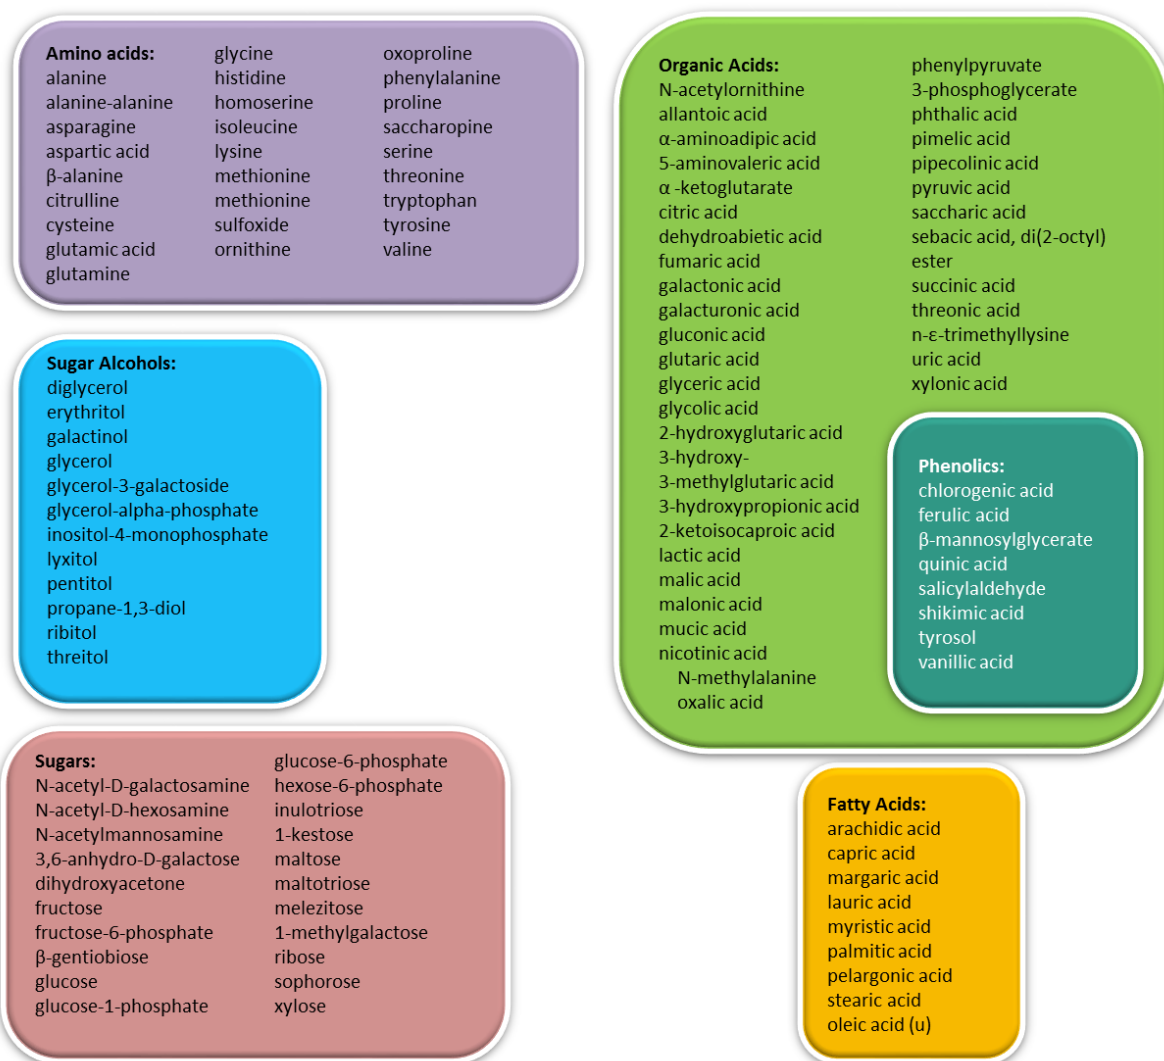 Amino acids:
alanine
alanine-alanine
asparagine
aspartic acid
β-alanine
citrulline
cysteine
glutamic acid
glutamine
glycine
histidine
homoserine
isoleucine
lysine
methionine
methionine
sulfoxide
ornithine
oxoproline
phenylalanine
proline
saccharopine
serine
threonine
tryptophan
tyrosine
valine
Organic Acids:
N-acetylornithine
allantoic acid
α-aminoadipic acid
5-aminovaleric acid
α -ketoglutarate
citric acid
dehydroabietic acid
fumaric acid
galactonic acid
galacturonic acid
gluconic acid
glutaric acid
glyceric acid
glycolic acid
2-hydroxyglutaric acid
3-hydroxy-
3-methylglutaric acid
3-hydroxypropionic acid
2-ketoisocaproic acid
lactic acid
malic acid
malonic acid
mucic acid
nicotinic acid
N-methylalanine
oxalic acid
phenylpyruvate
3-phosphoglycerate
phthalic acid
pimelic acid
pipecolinic acid
pyruvic acid
saccharic acid
sebacic acid, di(2-octyl)
ester
succinic acid
threonic acid
n-ε-trimethyllysine
uric acid
xylonic acid
Phenolics:
chlorogenic acid
ferulic acid
β-mannosylglycerate
quinic acid
salicylaldehyde
shikimic acid
tyrosol
vanillic acid
Sugar Alcohols:
diglycerol
erythritol
galactinol
glycerol
glycerol-3-galactoside
glycerol-alpha-phosphate
inositol-4-monophosphate
lyxitol
pentitol
propane-1,3-diol
ribitol
threitol
Sugars:
N-acetyl-D-galactosamine
N-acetyl-D-hexosamine
N-acetylmannosamine
3,6-anhydro-D-galactose
dihydroxyacetone
fructose
fructose-6-phosphate
β-gentiobiose
glucose
glucose-1-phosphate
glucose-6-phosphate
hexose-6-phosphate
inulotriose
1-kestose
maltose
maltotriose
melezitose
1-methylgalactose
ribose
sophorose
xylose
Fatty Acids:
arachidic acid
capric acid
margaric acid
lauric acid
myristic acid
palmitic acid
pelargonic acid
stearic acid
oleic acid (u)